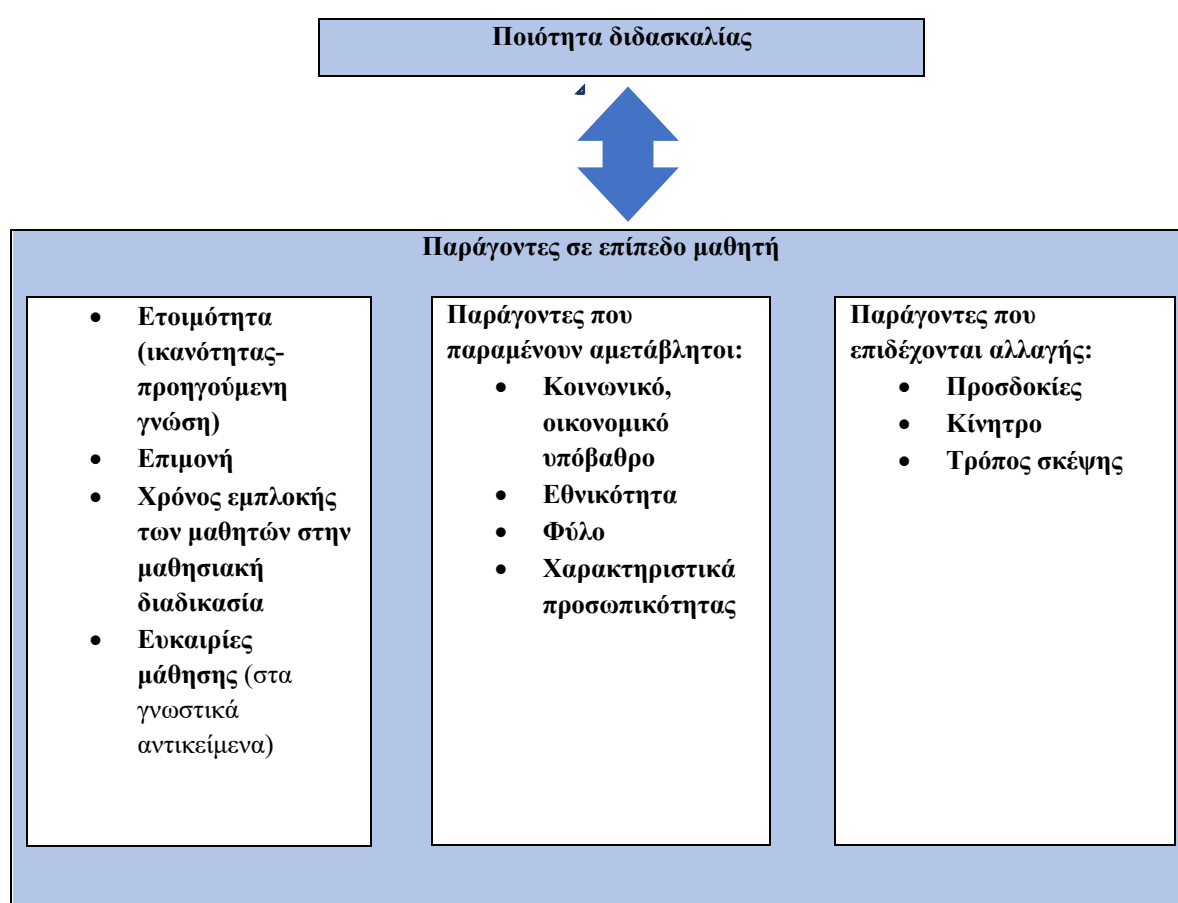 Ποιότητα διδασκαλίας
Παράγοντες σε επίπεδο μαθητή
• Ετοιμότητα
(ικανότητας-
προηγούμενη
γνώση)
• Επιμονή
• Χρόνος εμπλοκής
των μαθητών στην
μαθησιακή
διαδικασία
• Ευκαιρίες
μάθησης (στα
γνωστικά
αντικείμενα)
Παράγοντες που
παραμένουν αμετάβλητοι:
• Κοινωνικό,
οικονομικό
υπόβαθρο
• Εθνικότητα
• Φύλο
• Χαρακτηριστικά
προσωπικότητας
Παράγοντες που
επιδέχονται αλλαγής:
• Προσδοκίες
• Κίνητρο
• Τρόπος σκέψης